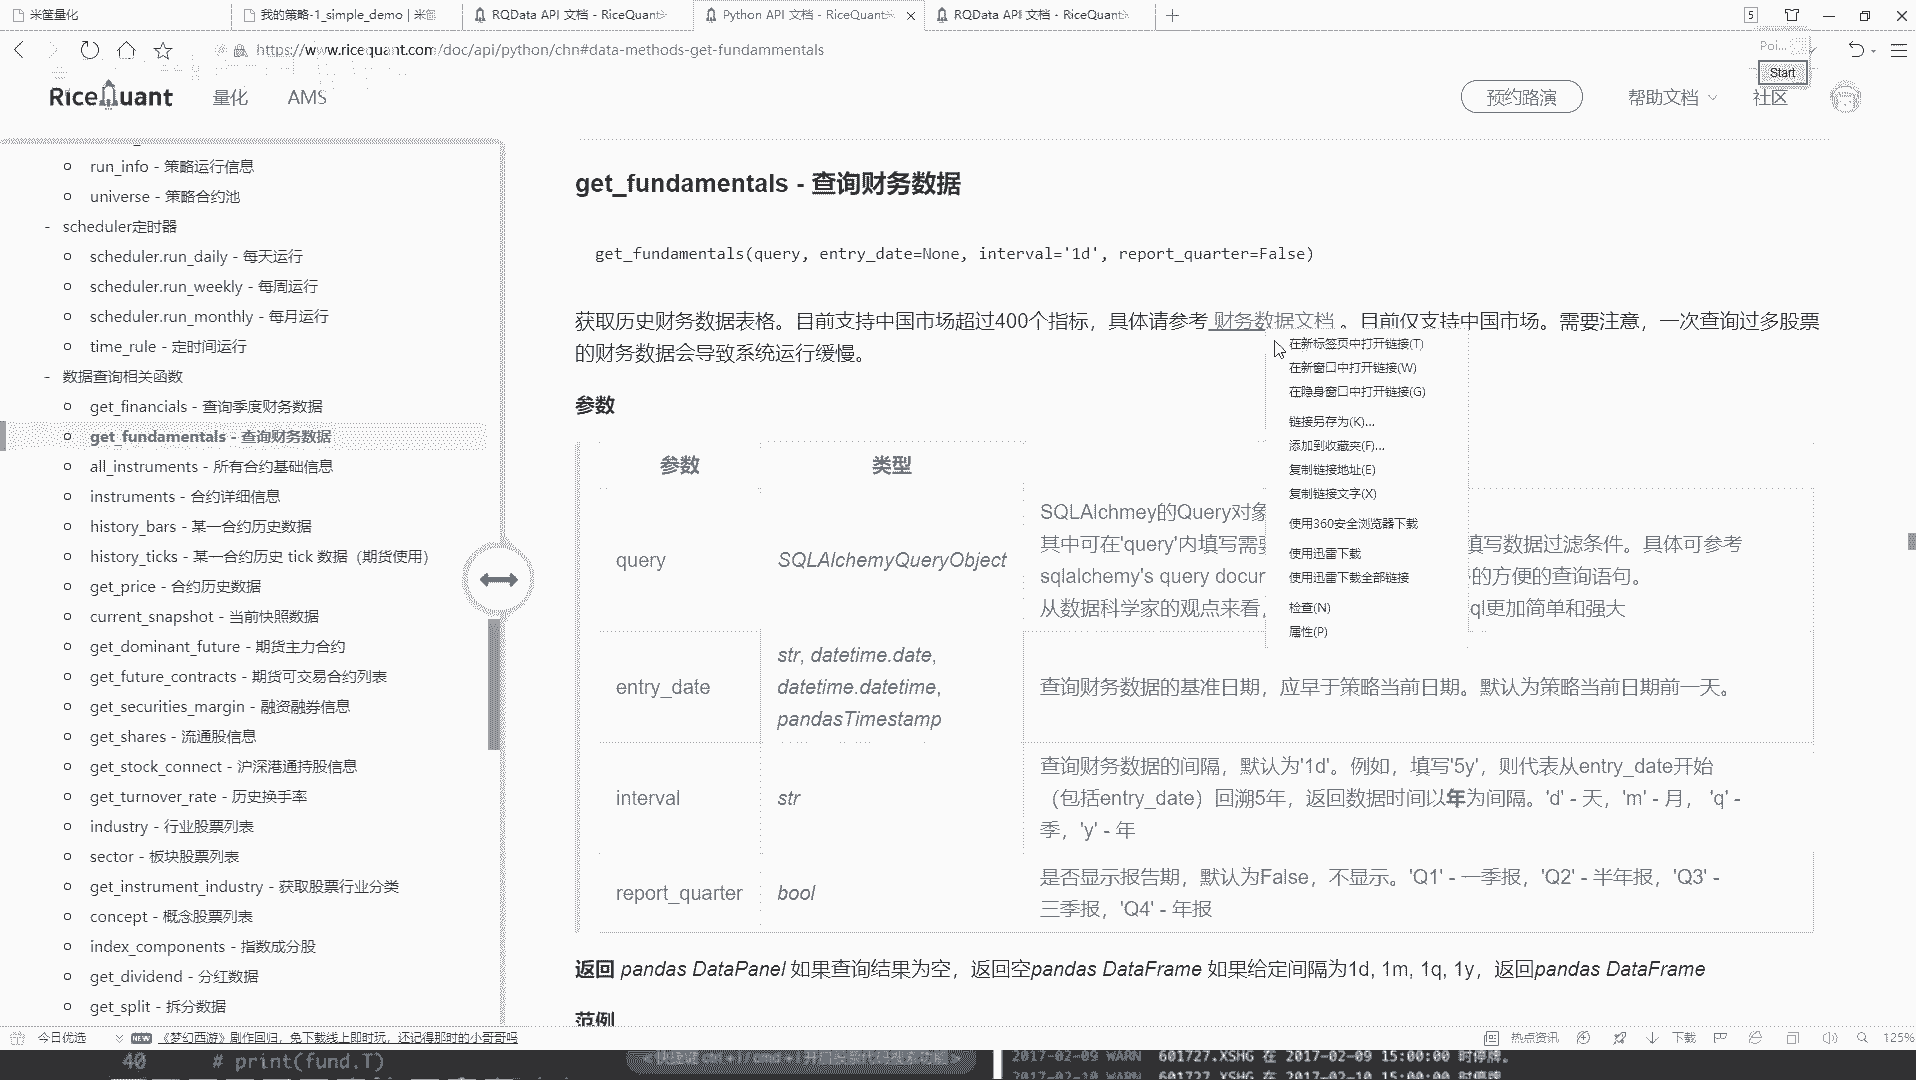 米筐量化
我的策略-1_simple_demo | 米
RQData API 文档 - RiceQuant
Python API 文档 - RiceQuant
RQData API 文档 - RiceQuant
5
https://www.ricequant.com/doc/api/python/chn#data-methods-get-fundammentals
Poi...
Start
RiceQuant
量化
AMS
预约路演
帮助文档
社区
run_info - 策略运行信息
universe - 策略合约池
- scheduler定时器
scheduler.run_daily - 每天运行
scheduler.run_weekly - 每周运行
scheduler.run_monthly - 每月运行
time_rule - 定时间运行
- 数据查询相关函数
get_financials - 查询季度财务数据
get_fundamentals - 查询财务数据
all_instruments - 所有合约基础信息
instruments - 合约详细信息
history_bars - 某一合约历史数据
history_ticks - 某一合约历史 tick 数据（期货使用）
get_price - 合约历史数据
current_snapshot - 当前快照数据
get_dominant_future - 期货主力合约
get_future_contracts - 期货可交易合约列表
get_securities_margin - 融资融券信息
get_shares - 流通股信息
get_stock_connect - 沪深港通持股信息
get_turnover_rate - 历史换手率
industry - 行业股票列表
sector - 板块股票列表
get_instrument_industry - 获取股票行业分类
concept - 概念股票列表
index_components - 指数成分股
get_dividend - 分红数据
get_split - 拆分数据
get_fundamentals - 查询财务数据
get_fundamentals(query, entry_date=None, interval='1d', report_quarter=False)
获取历史财务数据表格。目前支持中国市场超过400个指标，具体请参考 财务数据文档 。目前仅支持中国市场。需要注意，一次查询过多股票
的财务数据会导致系统运行缓慢。
在新标签页中打开链接(T)
在新窗口中打开链接(W)
在隐身窗口中打开链接(G)
链接另存为(K)...
添加到收藏夹(F)...
复制链接地址(E)
复制链接文字(X)
使用360安全浏览器下载
使用迅雷下载
使用迅雷下载全部链接
检查(N)
属性(P)
参数
参数 类型
query
SQLAlchemyQueryObject
SQLAlchmey的Query对象
其中可在'query'内填写需 填写数据过滤条件。具体可参考
sqlalchemy's query docu 的方便的查询语句。
从数据科学家的观点来看， ql更加简单和强大
entry_date
str, datetime.date,
datetime.datetime,
pandasTimestamp
查询财务数据的基准日期，应早于策略当前日期。默认为策略当前日期前一天。
interval
str
查询财务数据的间隔，默认为'1d'。例如，填写'5y'，则代表从entry_date开始
（包括entry_date）回溯5年，返回数据时间以年为间隔。'd' - 天，'m' - 月， 'q' -
季，'y' - 年
report_quarter
bool
是否显示报告期，默认为False，不显示。'Q1' - 一季报，'Q2' - 半年报，'Q3' -
三季报，'Q4' - 年报
返回 pandas DataPanel 如果查询结果为空，返回空pandas DataFrame 如果给定间隔为1d, 1m, 1q, 1y，返回pandas DataFrame
范例
今日优选
NEW
《梦幻西游》剧作回归，免下载线上即时玩，还记得那时的小哥哥吗
热点资讯
下载
125%
40 # print(fund.T)
2017-02-09 WARN 601727.XSHG 在 2017-02-09 15:00:00 时停牌。
2017-02-10 WARN 601727.XSHG 在 2017-02-10 15:00:00 时停牌。